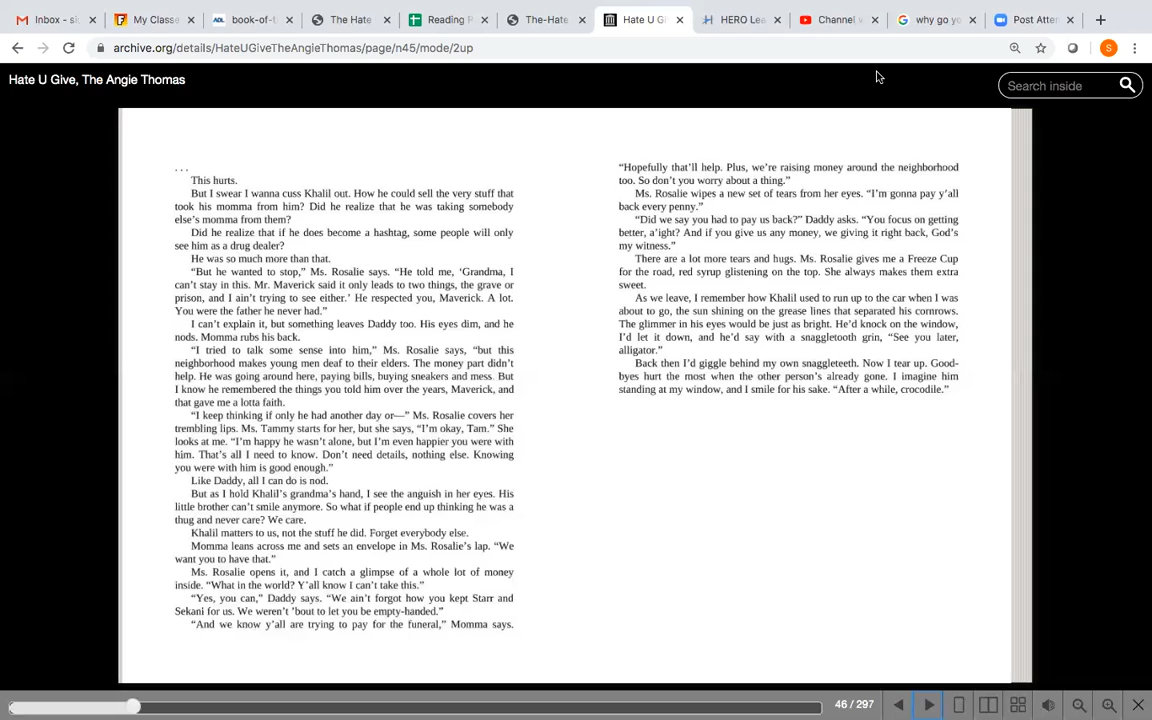 Inbox - si
My Classe
book-of-t
The Hate
Reading R
The-Hate
Hate U Gi
HERO Lea
Channel
why go yo
Post Atten
archive.org/details/HateUGiveTheAngieThomas/page/n45/mode/2up
S
Hate U Give, The Angie Thomas
Search inside
. . .
This hurts.
But I swear I wanna cuss Khalil out. How he could sell the very stuff that
took his momma from him? Did he realize that he was taking somebody
else’s momma from them?
Did he realize that if he does become a hashtag, some people will only
see him as a drug dealer?
He was so much more than that.
“But he wanted to stop,” Ms. Rosalie says. “He told me, ‘Grandma, I
can’t stay in this. Mr. Maverick said it only leads to two things, the grave or
prison, and I ain’t trying to see either.’ He respected you, Maverick. A lot.
You were the father he never had.”
I can’t explain it, but something leaves Daddy too. His eyes dim, and he
nods. Momma rubs his back.
“I tried to talk some sense into him,” Ms. Rosalie says, “but this
neighborhood makes young men deaf to their elders. The money part didn’t
help. He was going around here, paying bills, buying sneakers and mess. But
I know he remembered the things you told him over the years, Maverick, and
that gave me a lotta faith.
“I keep thinking if only he had another day or—” Ms. Rosalie covers her
trembling lips. Ms. Tammy starts for her, but she says, “I’m okay, Tam.” She
looks at me. “I’m happy he wasn’t alone, but I’m even happier you were with
him. That’s all I need to know. Don’t need details, nothing else. Knowing
you were with him is good enough.”
Like Daddy, all I can do is nod.
But as I hold Khalil’s grandma’s hand, I see the anguish in her eyes. His
little brother can’t smile anymore. So what if people end up thinking he was a
thug and never care? We care.
Khalil matters to us, not the stuff he did. Forget everybody else.
Momma leans across me and sets an envelope in Ms. Rosalie’s lap. “We
want you to have that.”
Ms. Rosalie opens it, and I catch a glimpse of a whole lot of money
inside. “What in the world? Y’all know I can’t take this.”
“Yes, you can,” Daddy says. “We ain’t forgot how you kept Starr and
Sekani for us. We weren’t ’bout to let you be empty-handed.”
“And we know y’all are trying to pay for the funeral,” Momma says.
“Hopefully that’ll help. Plus, we’re raising money around the neighborhood
too. So don’t you worry about a thing.”
Ms. Rosalie wipes a new set of tears from her eyes. “I’m gonna pay y’all
back every penny.”
“Did we say you had to pay us back?” Daddy asks. “You focus on getting
better, a’ight? And if you give us any money, we giving it right back, God’s
my witness.”
There are a lot more tears and hugs. Ms. Rosalie gives me a Freeze Cup
for the road, red syrup glistening on the top. She always makes them extra
sweet.
As we leave, I remember how Khalil used to run up to the car when I was
about to go, the sun shining on the grease lines that separated his cornrows.
The glimmer in his eyes would be just as bright. He’d knock on the window,
I’d let it down, and he’d say with a snaggletooth grin, “See you later,
alligator.”
Back then I’d giggle behind my own snaggleteeth. Now I tear up. Good-
byes hurt the most when the other person’s already gone. I imagine him
standing at my window, and I smile for his sake. “After a while, crocodile.”
46 / 297